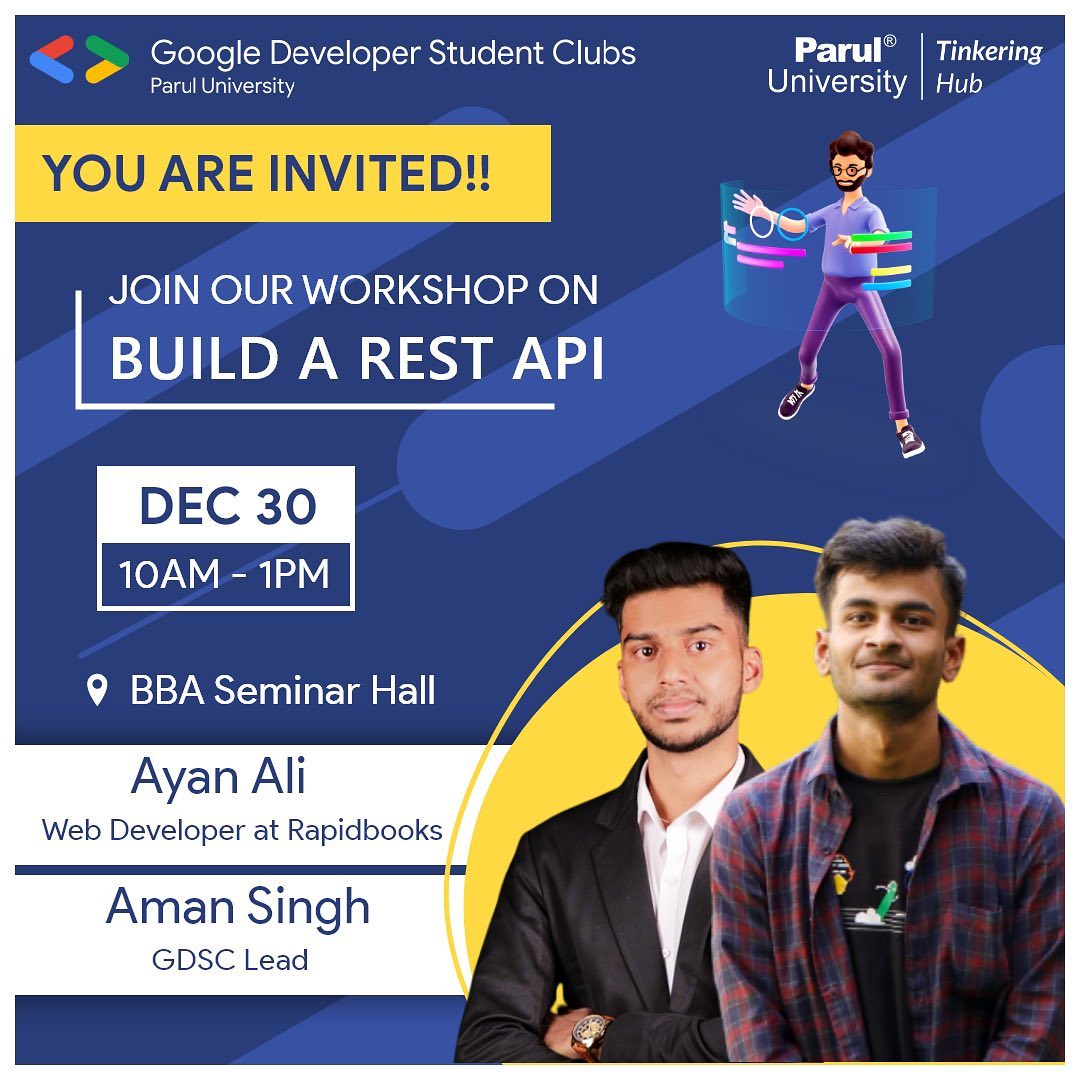 Google Developer Student Clubs
Parul University
Parul®
University
Tinkering
Hub
YOU ARE INVITED!!
JOIN OUR WORKSHOP ON
BUILD A REST API
DEC 30
10AM - 1PM
BBA Seminar Hall
Ayan Ali
Web Developer at Rapidbooks
Aman Singh
GDSC Lead